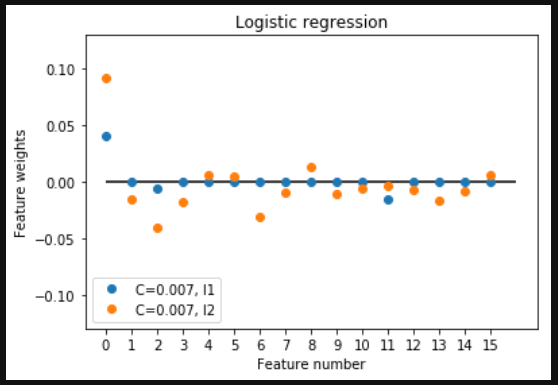 Logistic regression
Feature weights
0.10
0.05
0.00
−0.05
−0.10
C=0.007, l1
C=0.007, l2
0 1 2 3 4 5 6 7 8 9 10 11 12 13 14 15
Feature number